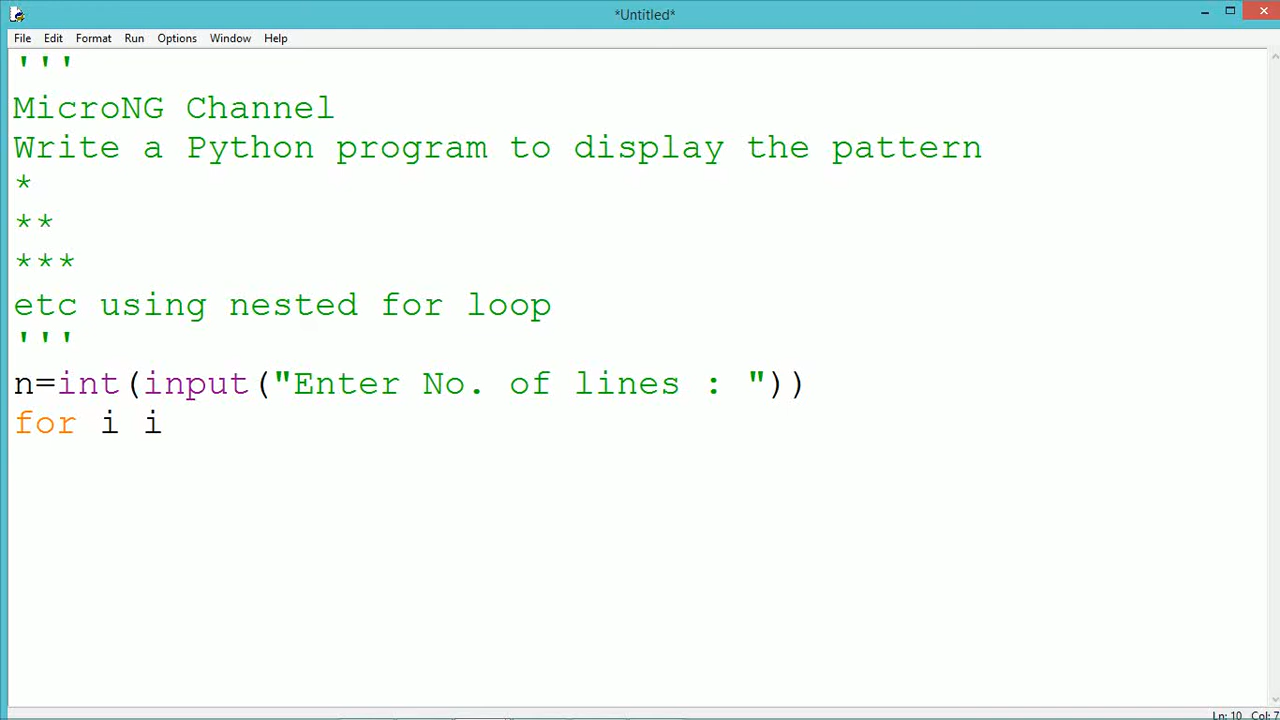 *Untitled*
File Edit Format Run Options Window Help
'''
MicroNG Channel
Write a Python program to display the pattern
*
**
***
etc using nested for loop
'''
n=int(input("Enter No. of lines : "))
for i i
Ln: 10 Col: 7